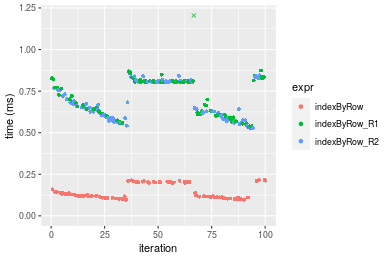 1.25
1.00
0.75
0.50
0.25
0.00
time (ms)
0
25
50
75
100
iteration
expr
indexByRow
indexByRow_R1
indexByRow_R2